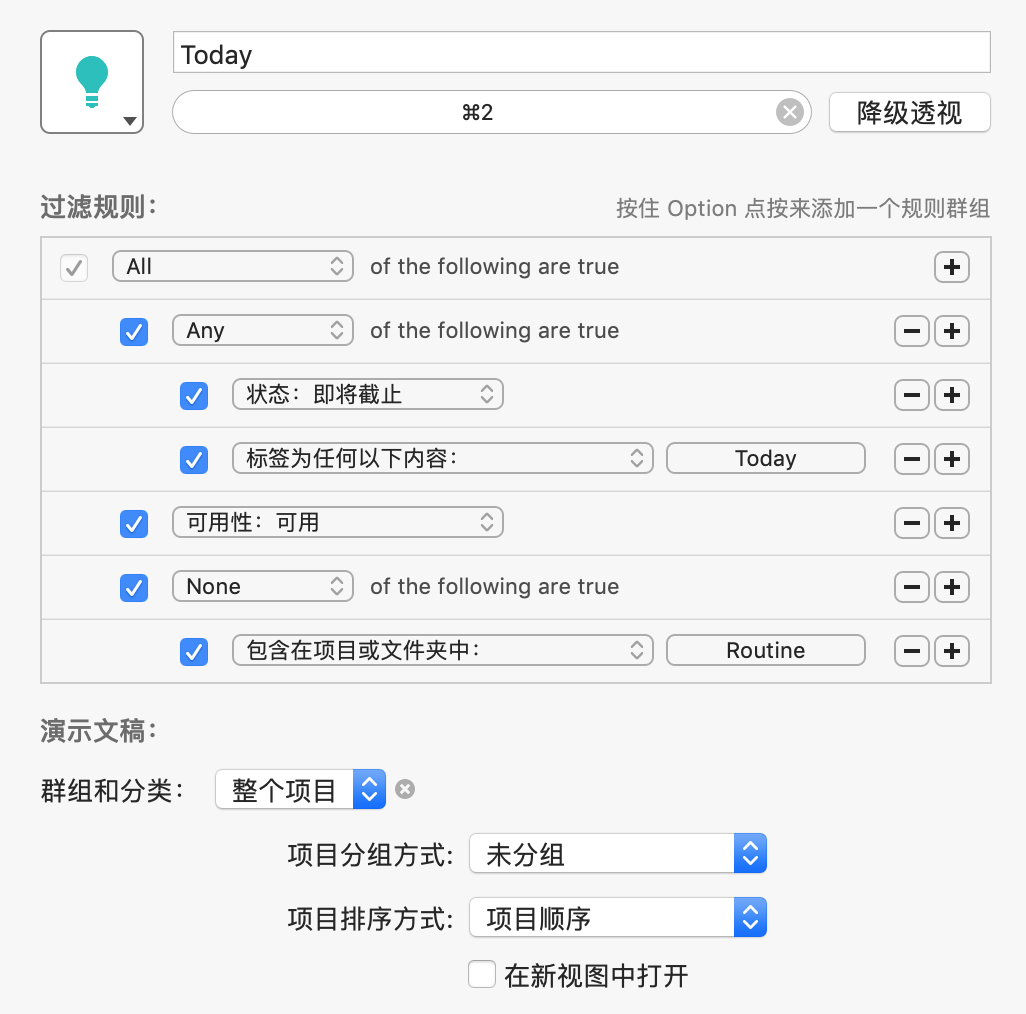 Today
⌘2
降级透视
过滤规则：
按住 Option 点按来添加一个规则群组
All of the following are true
Any of the following are true
状态：即将截止
标签为任何以下内容： Today
可用性：可用
None of the following are true
包含在项目或文件夹中： Routine
演示文稿：
群组和分类： 整个项目
项目分组方式: 未分组
项目排序方式: 项目顺序
在新视图中打开